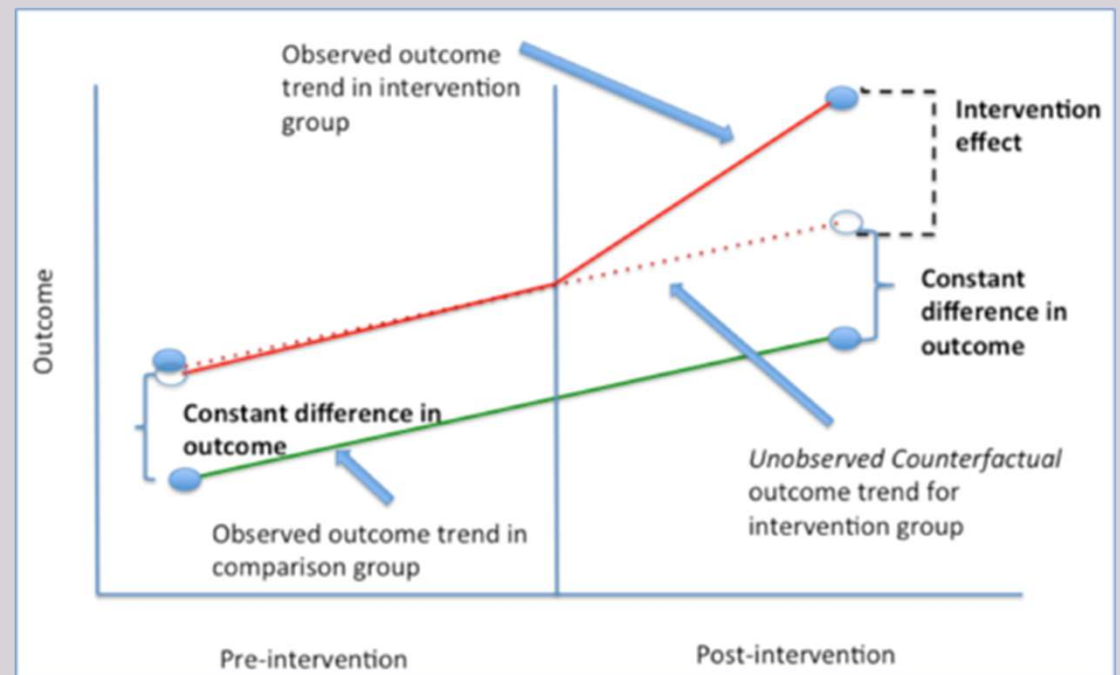 Observed outcome
trend in intervention
group
Intervention
effect
Constant
difference in
outcome
Outcome
Constant difference in
outcome
Unobserved Counterfactual
outcome trend for
intervention group
Observed outcome trend in
comparison group
Pre-intervention
Post-intervention